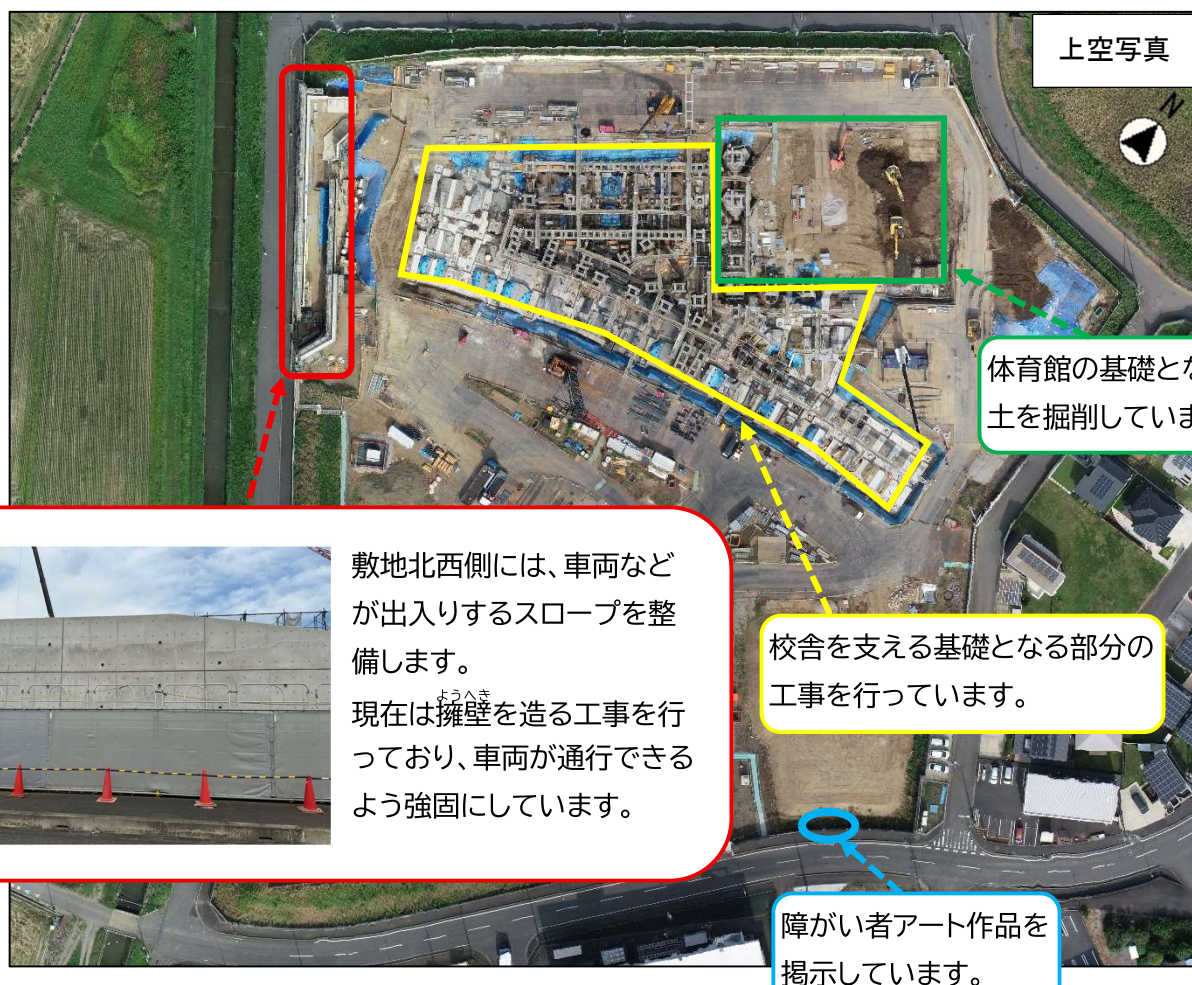 上空写真
N
体育館の基礎とな
土を掘削していま
敷地北西側には、車両など
が出入りするスロープを整
備します。
ようへき
現在は擁壁を造る工事を行
っており、車両が通行できる
よう強固にしています。
校舎を支える基礎となる部分の
工事を行っています。
障がい者アート作品を
掲示しています。